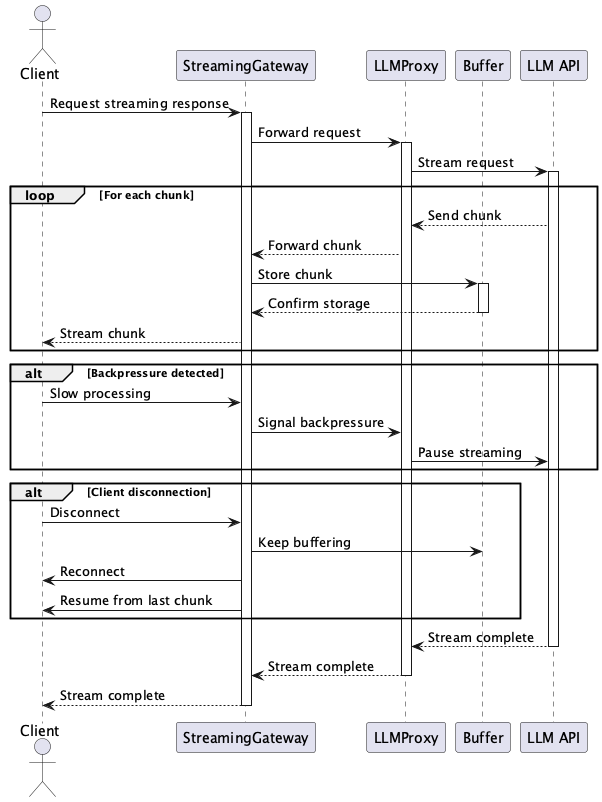 Client
StreamingGateway
LLMProxy
Buffer
LLM API
Request streaming response
Forward request
Stream request
loop
[For each chunk]
Send chunk
Forward chunk
Store chunk
Confirm storage
Stream chunk
alt
[Backpressure detected]
Slow processing
Signal backpressure
Pause streaming
alt
[Client disconnection]
Disconnect
Keep buffering
Reconnect
Resume from last chunk
Stream complete
Stream complete
Stream complete
Client
StreamingGateway
LLMProxy
Buffer
LLM API